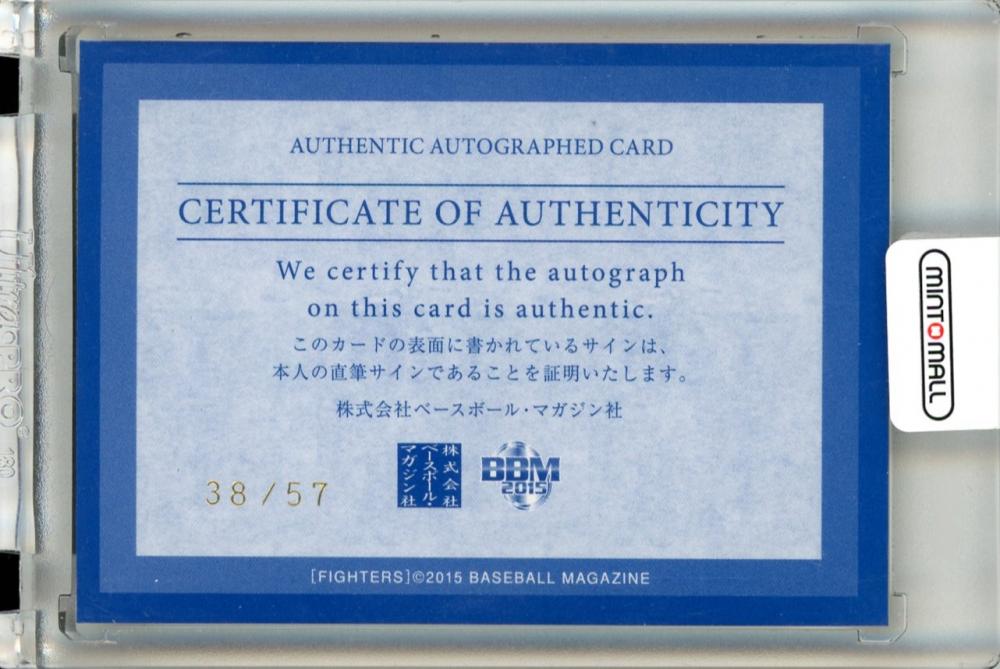 AUTHENTIC AUTOGRAPHED CARD
CERTIFICATE OF AUTHENTICITY
We certify that the autograph
on this card is authentic.
このカードの表面に書かれているサインは、
本人の直筆サインであることを証明いたします。
株式会社ベースボール・マガジン社
38/57
株式会社
ベースボール・
マガジン社
BBM
2015
[FIGHTERS]©2015 BASEBALL MAGAZINE
MINTOMALL